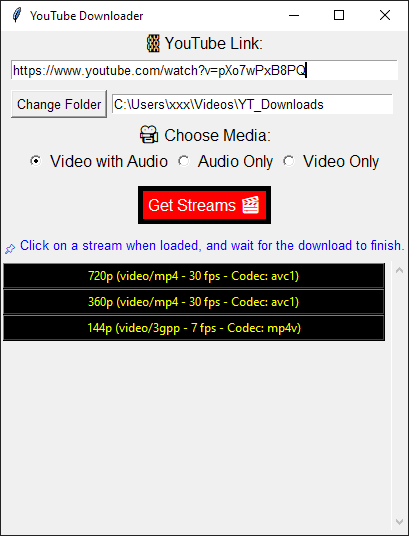 YouTube Downloader
YouTube Link:
https://www.youtube.com/watch?v=pXo7wPxB8PQ
Change Folder C:\Users\xxx\Videos\YT_Downloads
Choose Media:
Video with Audio Audio Only Video Only
Get Streams
Click on a stream when loaded, and wait for the download to finish.
720p (video/mp4 - 30 fps - Codec: avc1)
360p (video/mp4 - 30 fps - Codec: avc1)
144p (video/3gpp - 7 fps - Codec: mp4v)